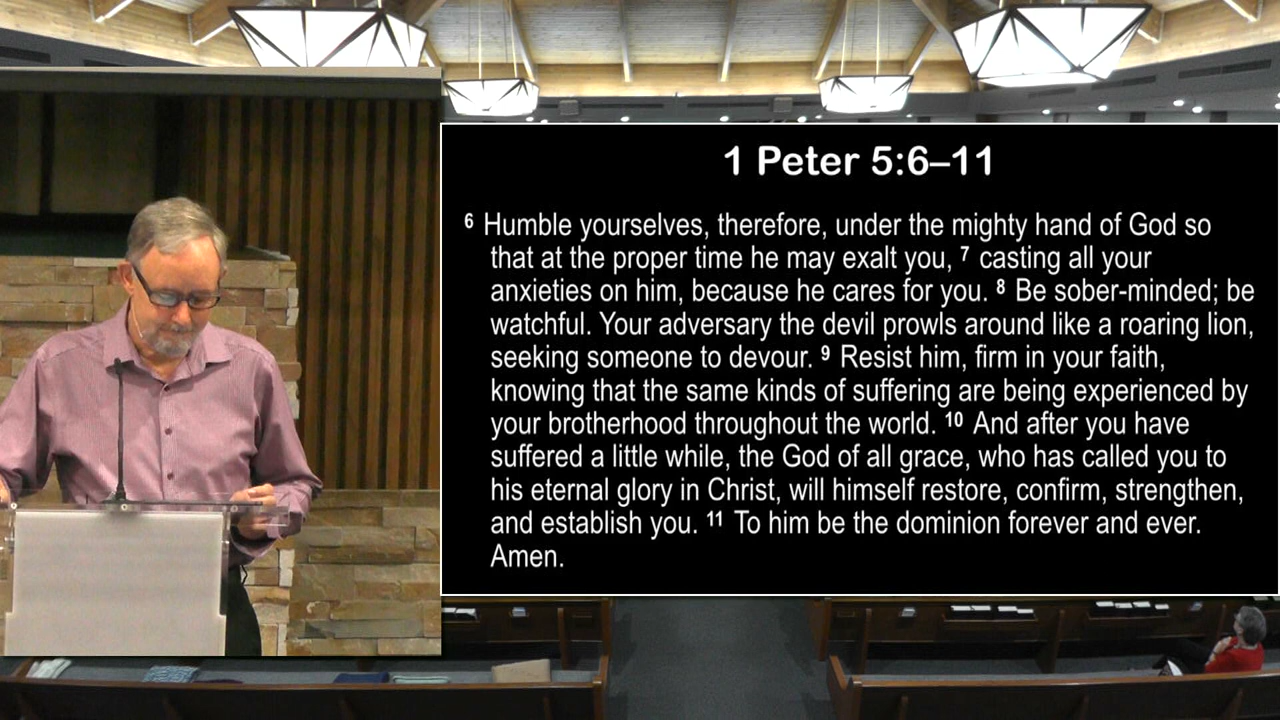 1 Peter 5:6–11
6 Humble yourselves, therefore, under the mighty hand of God so
that at the proper time he may exalt you, 7 casting all your
anxieties on him, because he cares for you. 8 Be sober-minded; be
watchful. Your adversary the devil prowls around like a roaring lion,
seeking someone to devour. 9 Resist him, firm in your faith,
knowing that the same kinds of suffering are being experienced by
your brotherhood throughout the world. 10 And after you have
suffered a little while, the God of all grace, who has called you to
his eternal glory in Christ, will himself restore, confirm, strengthen,
and establish you. 11 To him be the dominion forever and ever.
Amen.